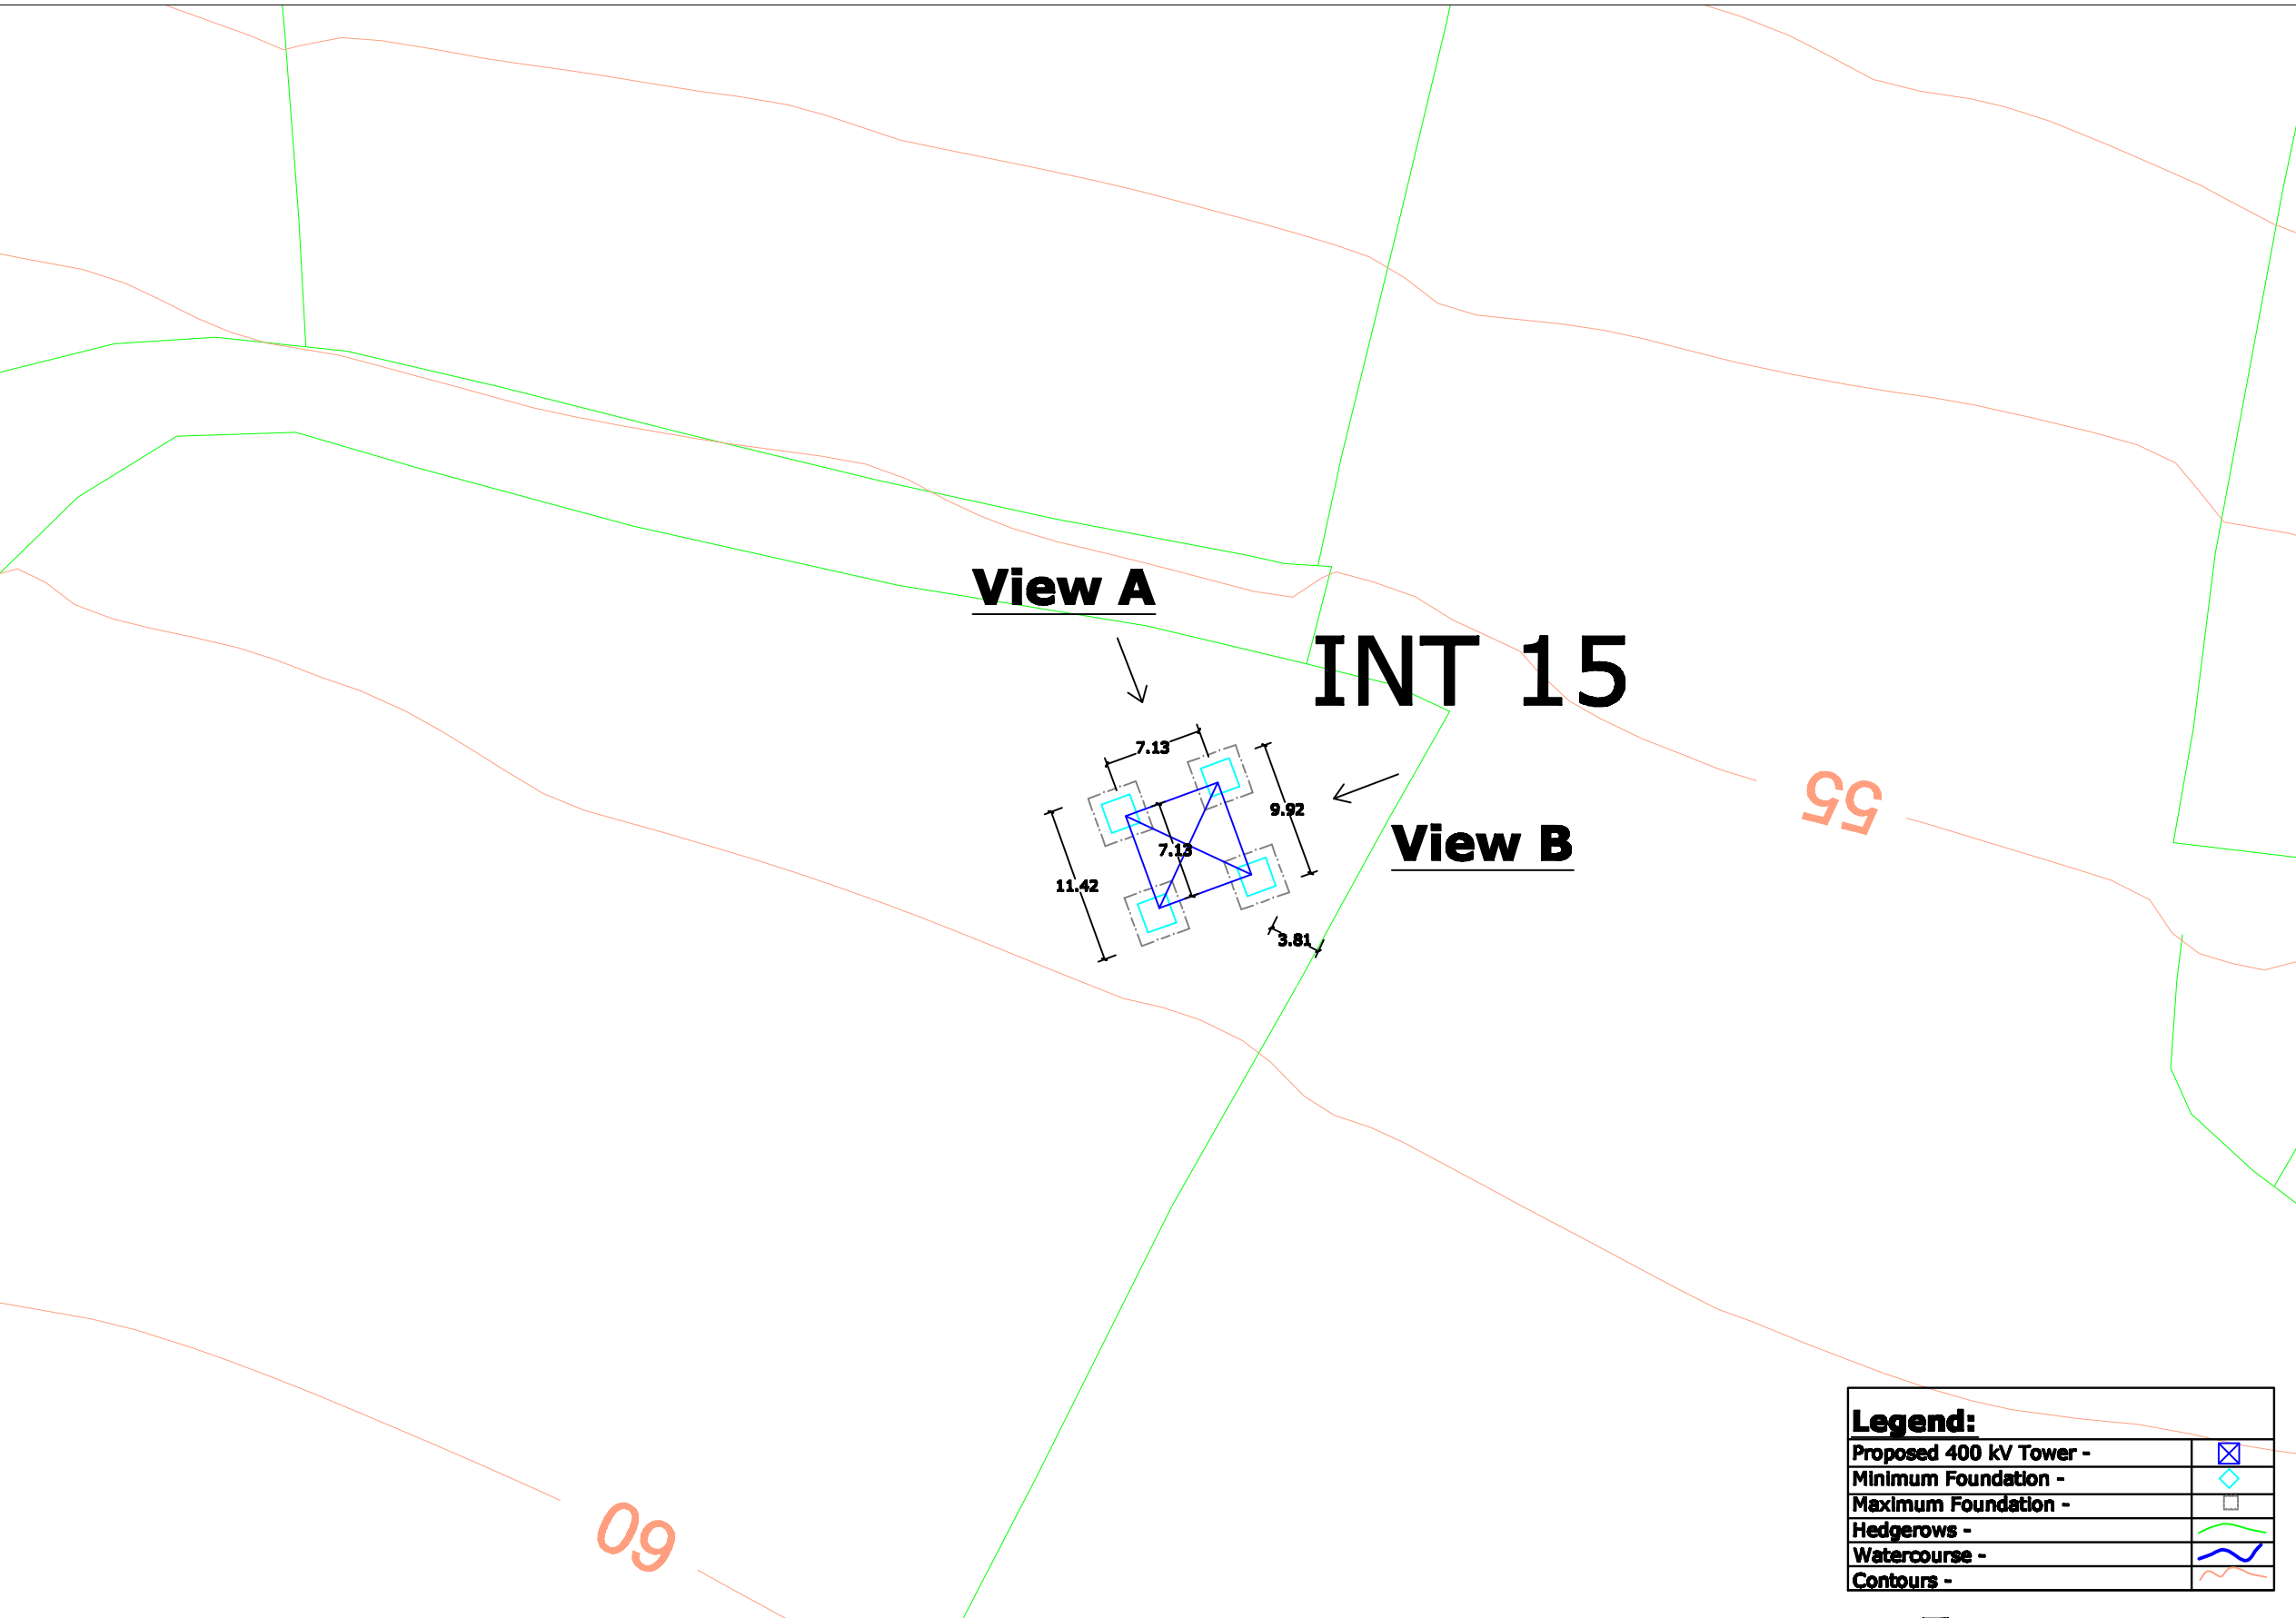 View A
INT 15
7.13
9.92
7.13
11.42
View B
3.81
55
60
Legend:
Proposed 400 kV Tower -
Minimum Foundation -
Maximum Foundation -
Hedgerows -
Watercourse -
Contours -